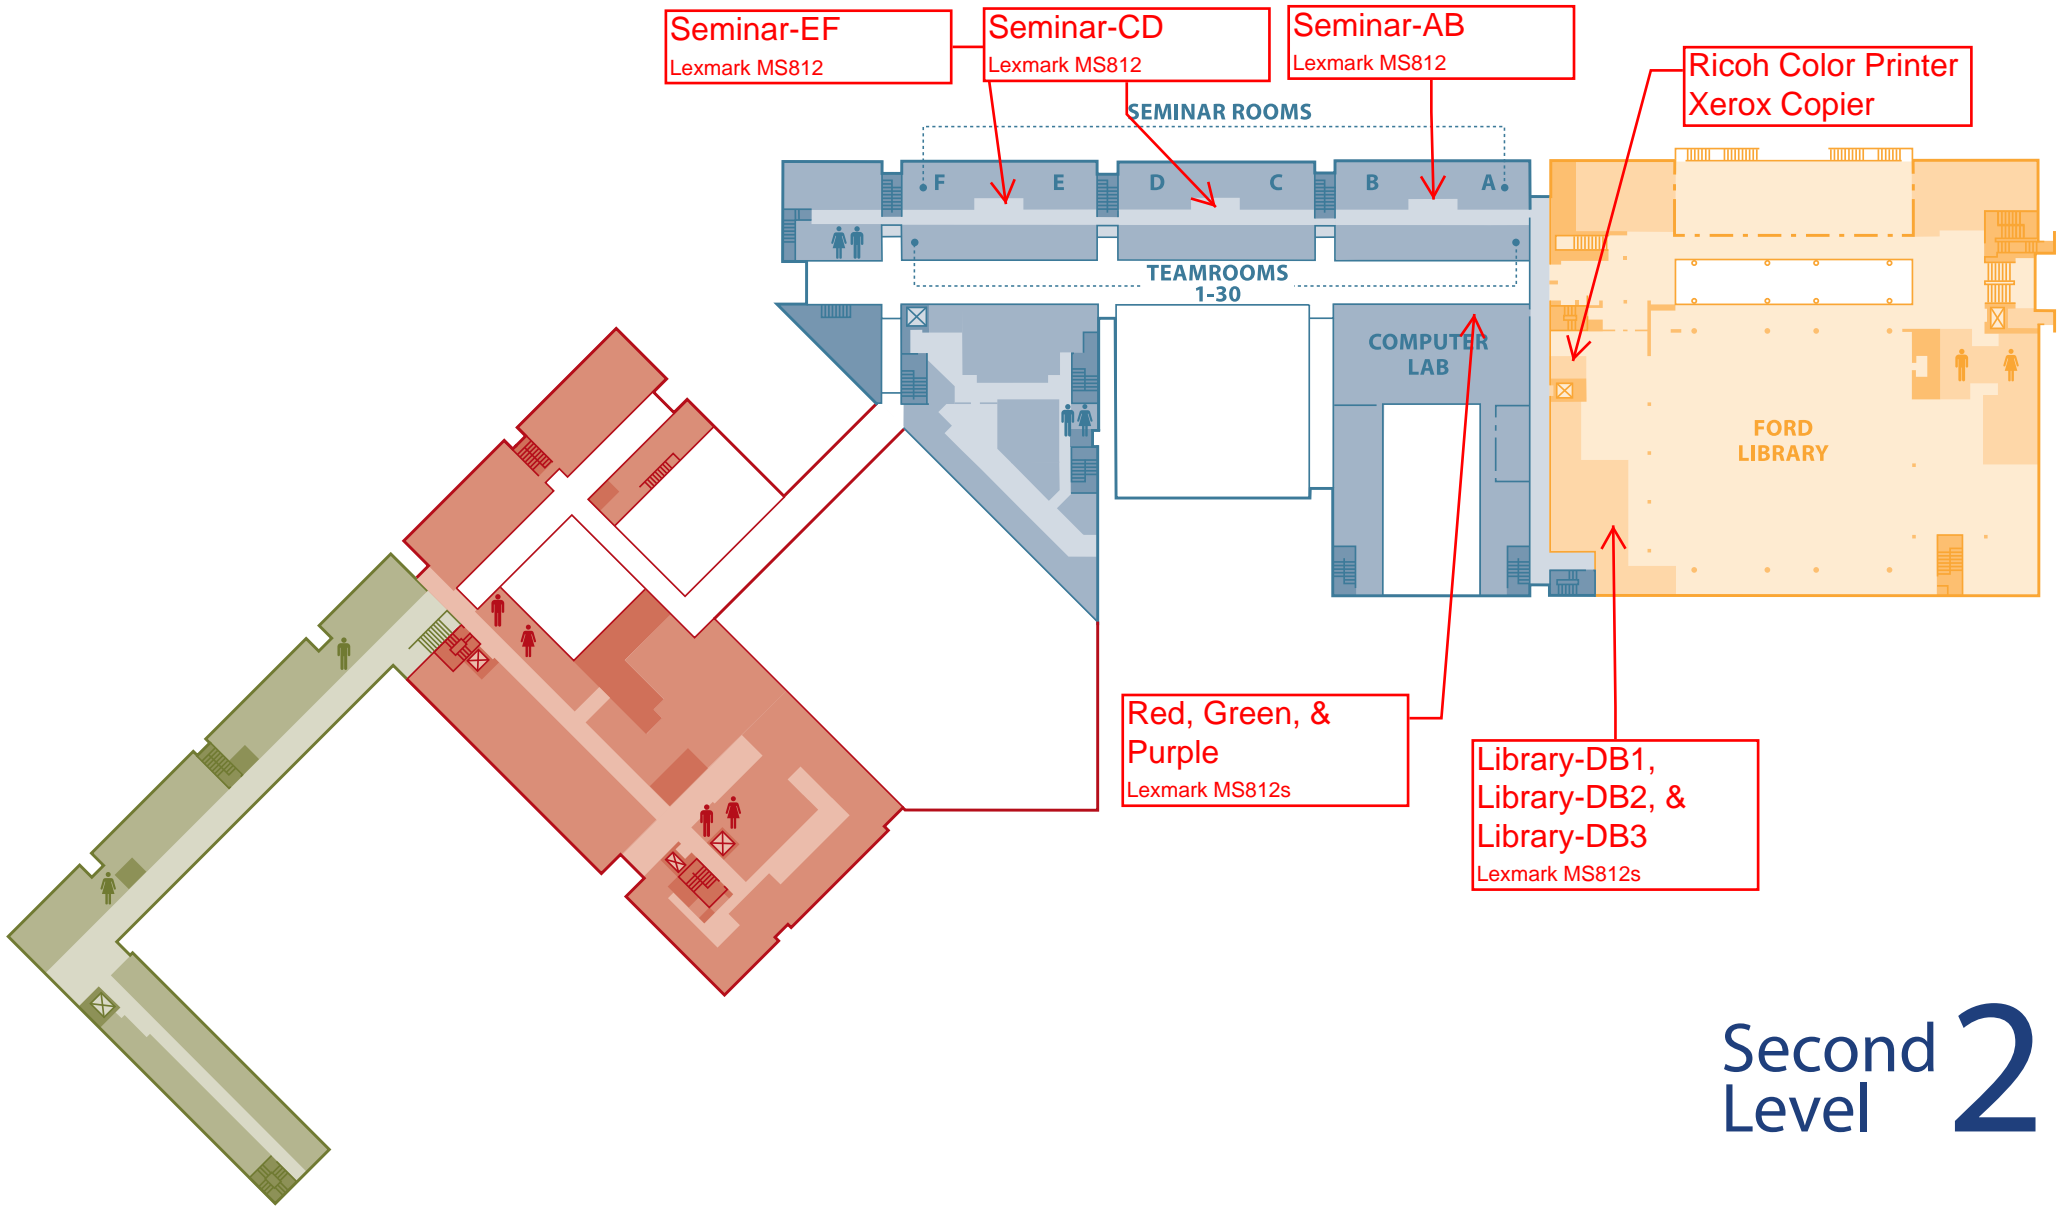 Seminar-EF
Lexmark MS812
Seminar-CD
Lexmark MS812
Seminar-AB
Lexmark MS812
Ricoh Color Printer
Xerox Copier
SEMINAR ROOMS
F
E
D
C
B
A
TEAMROOMS
1-30
COMPUTER
LAB
FORD
LIBRARY
Red, Green, &
Purple
Lexmark MS812s
Library-DB1,
Library-DB2, &
Library-DB3
Lexmark MS812s
Second
Level
2